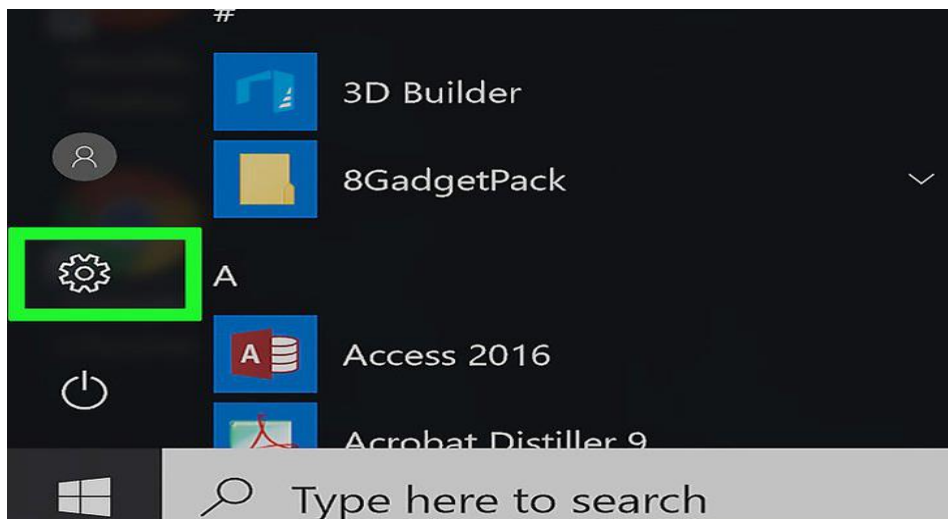 #
3D Builder
8GadgetPack
A
Access 2016
Acrobat Distiller 9
Type here to search